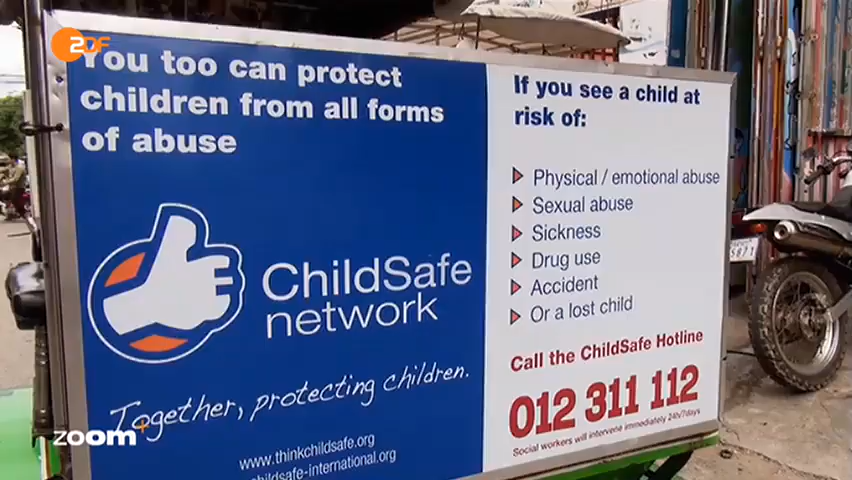 ZDF
You too can protect
children from all forms
of abuse
ChildSafe
network
Together, protecting children.
www.thinkchildsafe.org
childsafe-international.org
If you see a child at
risk of:
Physical / emotional abuse
Sexual abuse
Sickness
Drug use
Accident
Or a lost child
Call the ChildSafe Hotline
012 311 112
Social workers will intervene immediately 24h/7days
zoom+